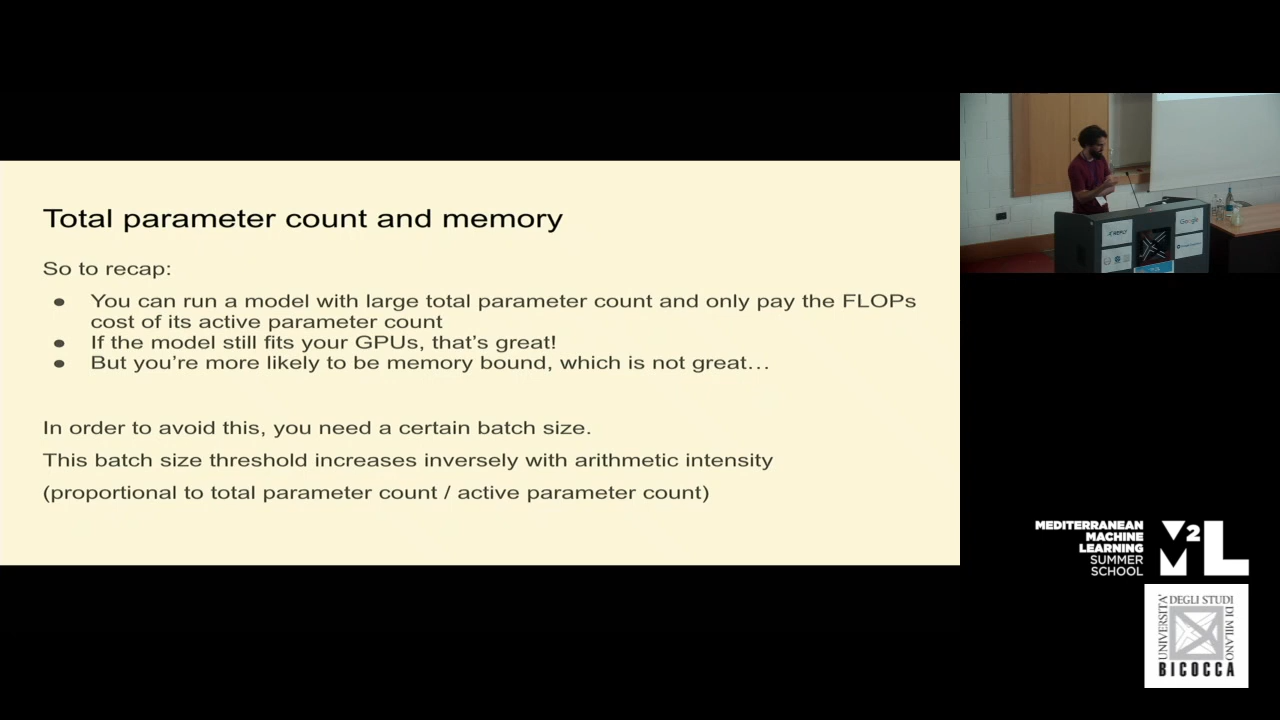 Total parameter count and memory
So to recap:
● You can run a model with large total parameter count and only pay the FLOPs
cost of its active parameter count
● If the model still fits your GPUs, that's great!
● But you're more likely to be memory bound, which is not great…
In order to avoid this, you need a certain batch size.
This batch size threshold increases inversely with arithmetic intensity
(proportional to total parameter count / active parameter count)
REPLY
Google
MEDITERRANEAN
MACHINE
LEARNING
SUMMER
SCHOOL
M2L
UNIVERSITÀ
DEGLI STUDI
DI MILANO
BICOCCA